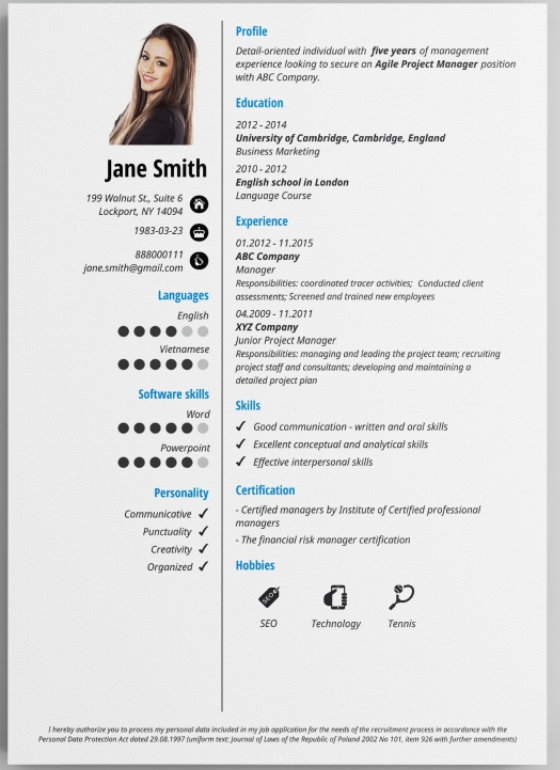 Jane Smith
199 Walnut St., Suite 6
Lockport, NY 14094
1983-03-23
888000111
jane.smith@gmail.com
Languages
English
Vietnamese
Software skills
Word
Powerpoint
Personality
Communicative
Punctuality
Creativity
Organized
Profile
Detail-oriented individual with five years of management
experience looking to secure an Agile Project Manager position
with ABC Company.
Education
2012 - 2014
University of Cambridge, Cambridge, England
Business Marketing
2010 - 2012
English school in London
Language Course
Experience
01.2012 - 11.2015
ABC Company
Manager
Responsibilities: coordinated tracer activities; Conducted client
assessments; Screened and trained new employees
04.2009 - 11.2011
XYZ Company
Junior Project Manager
Responsibilities: managing and leading the project team; recruiting
project staff and consultants; developing and maintaining a
detailed project plan
Skills
Good communication - written and oral skills
Excellent conceptual and analytical skills
Effective interpersonal skills
Certification
- Certified managers by Institute of Certified professional
managers
- The financial risk manager certification
Hobbies
SEO
SEO
Technology
Tennis
I hereby authorize you to process my personal data included in my job application for the needs of the recruitment process in accordance with the
Personal Data Protection Act dated 29.08.1997 (uniform text: Journal of Laws of the Republic of Poland 2002 No 101, item 926 with further amendments)